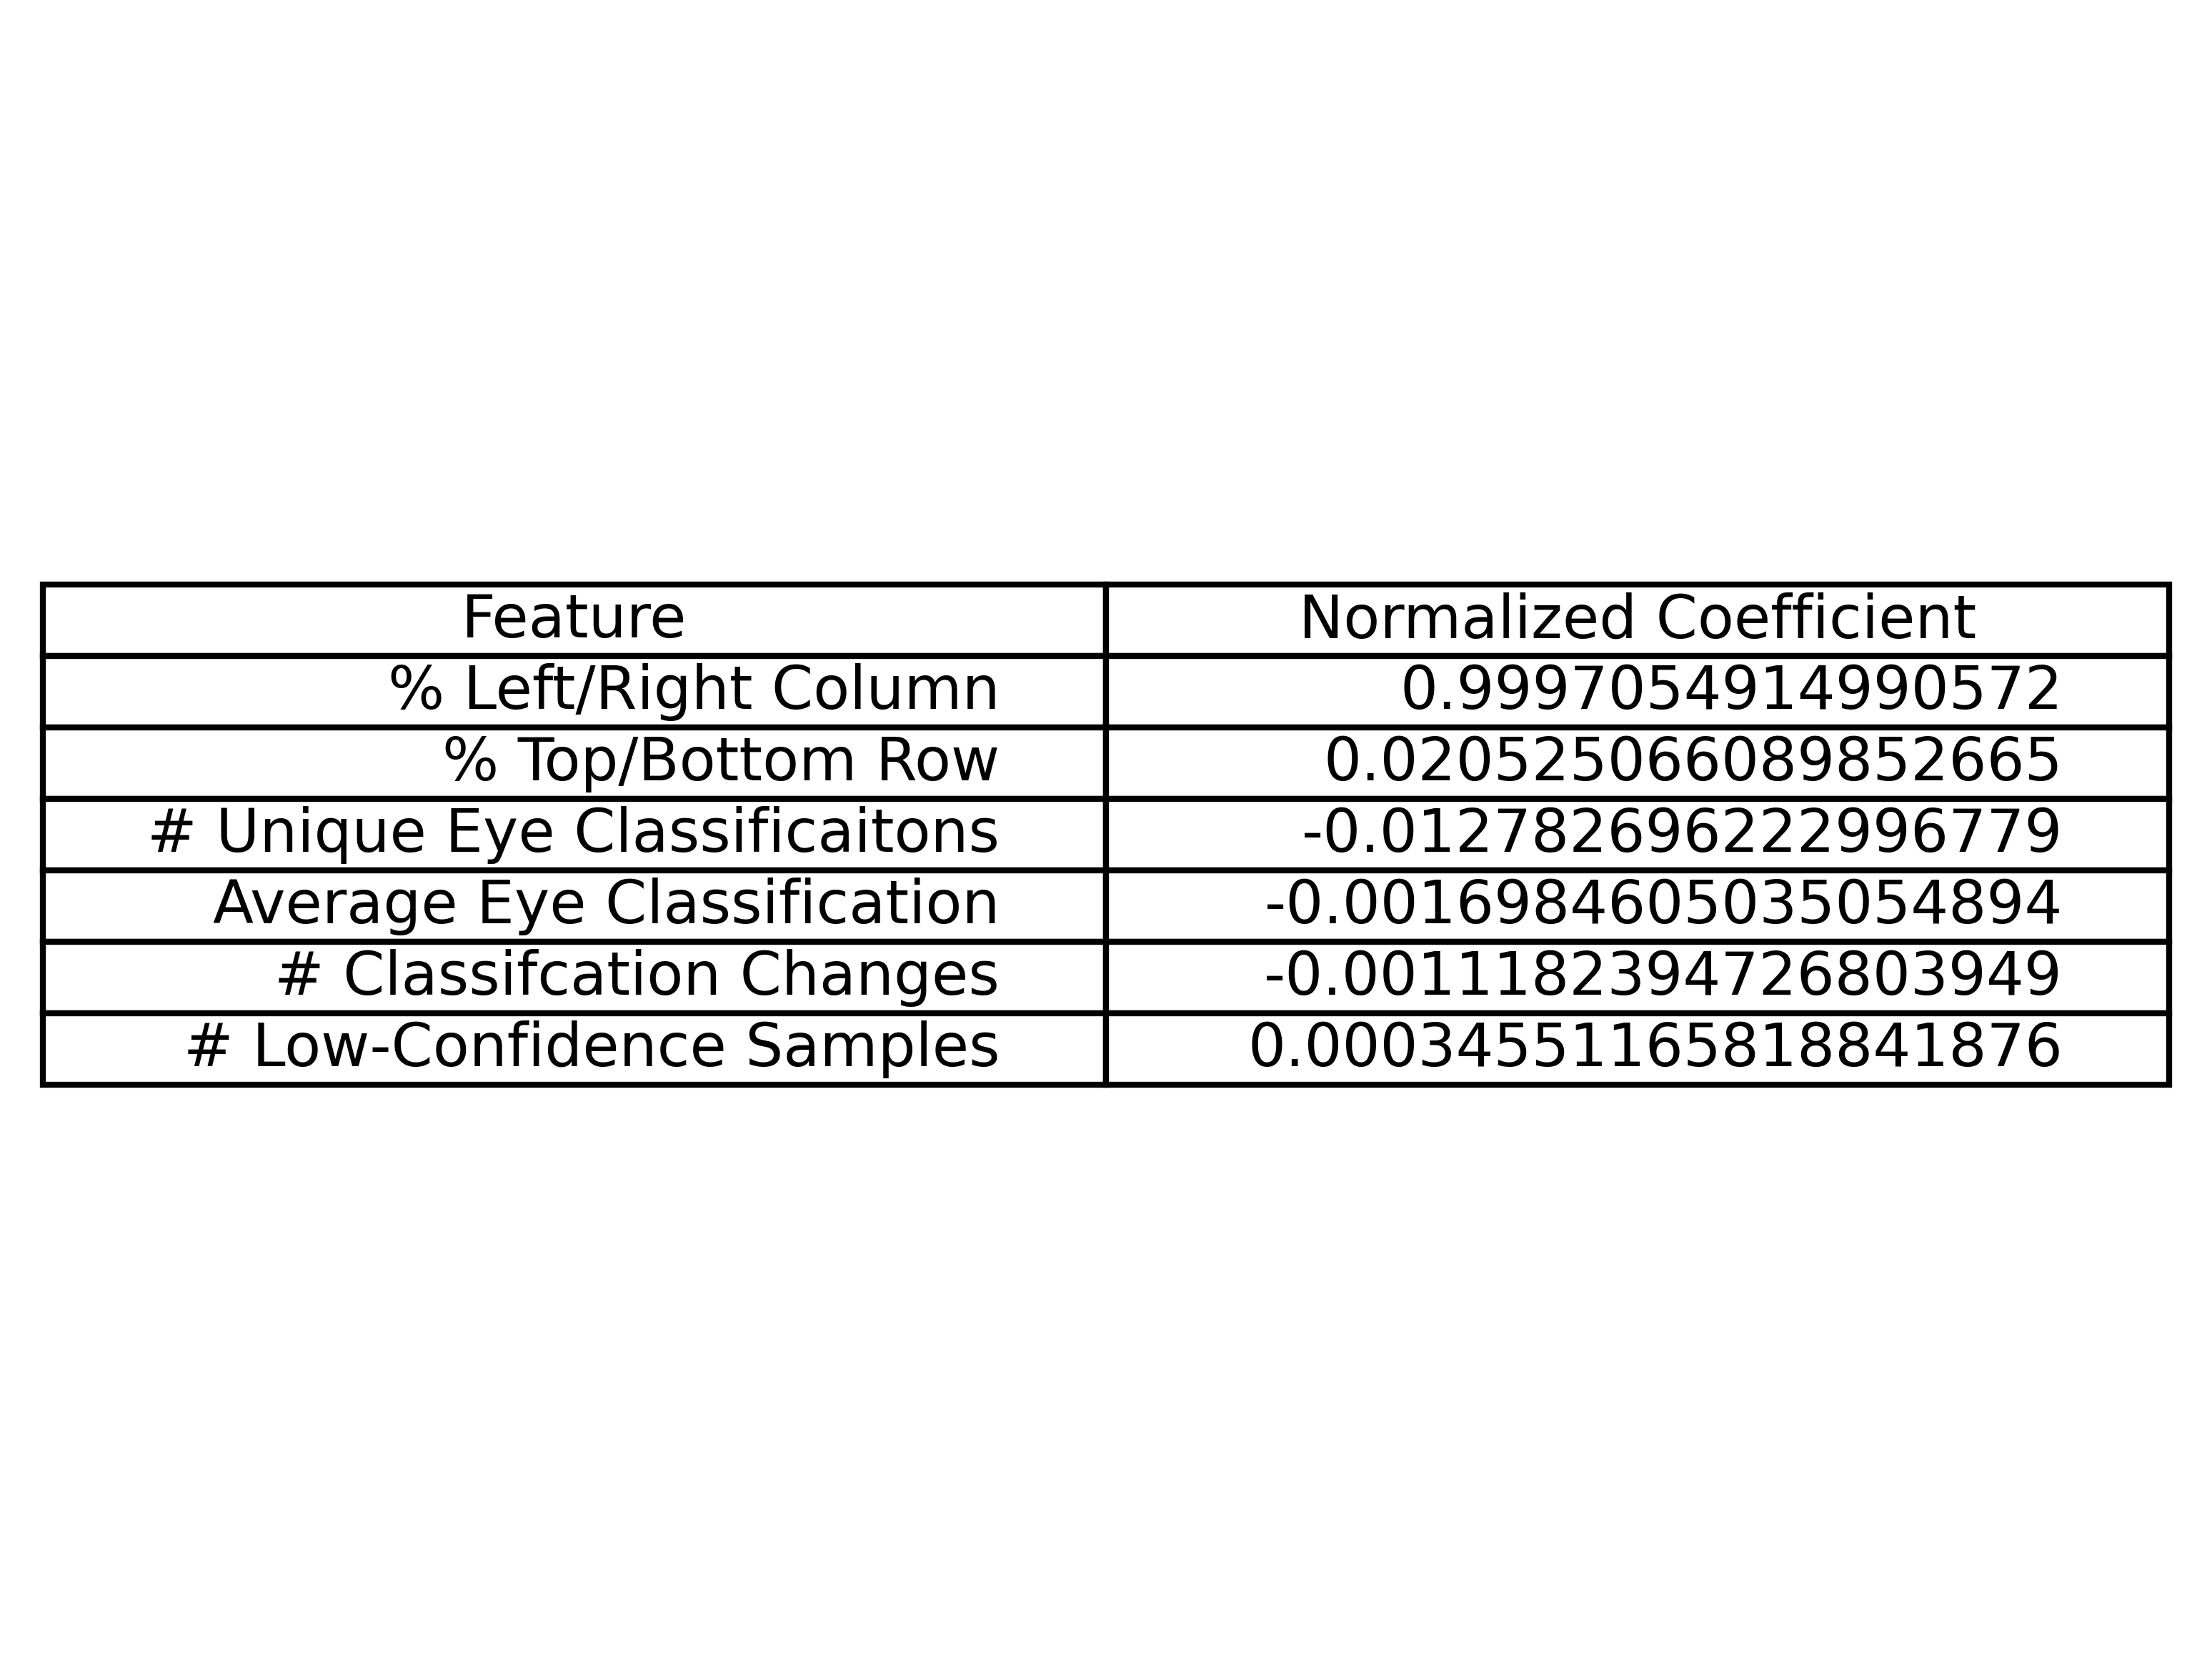 Feature Normalized Coefficient
% Left/Right Column 0.9997054914990572
% Top/Bottom Row 0.020525066089852665
# Unique Eye Classificaitons -0.012782696222996779
Average Eye Classification -0.0016984605035054894
# Classifcation Changes -0.0011182394726803949
# Low-Confidence Samples 0.00034551165818841876